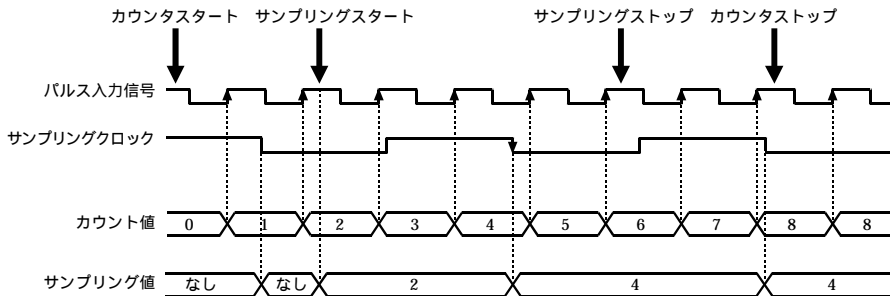 カウンタスタート サンプリングスタート サンプリングストップ カウンタストップ
パルス入力信号
サンプリングクロック
カウント値 0 1 2 3 4 5 6 7 8 8
サンプリング値 なし なし 2 4 4